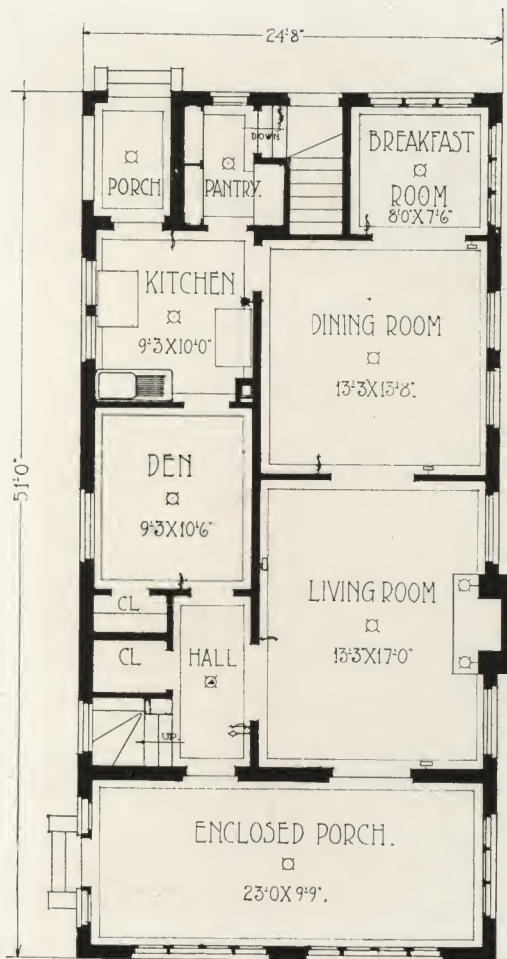 24'-8"
PORCH
PANTRY.
DOWN
BREAKFAST
ROOM
8'-0"X7'-6"
KITCHEN
9'-3X10'-0"
DINING ROOM
13'-3X13'-8".
51'-0"
DEN
9'-3X10'-6"
CL
LIVING ROOM
13'-3"X17'-0"
CL
HALL
UP.
ENCLOSED PORCH.
23'-0X9'-9".